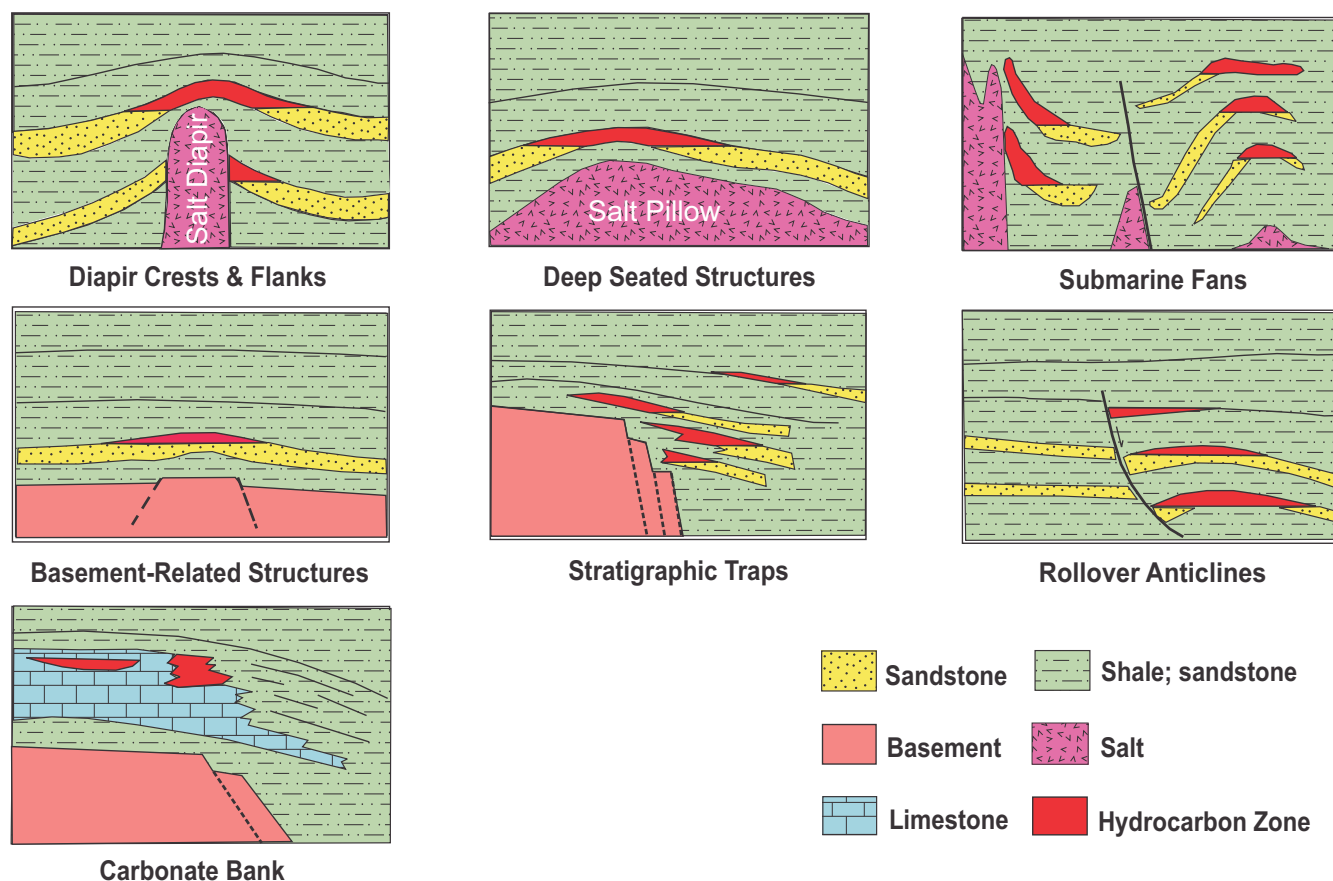 Salt Diapir
Diapir Crests & Flanks
Salt Pillow
Deep Seated Structures
Submarine Fans
Basement-Related Structures
Stratigraphic Traps
Rollover Anticlines
Carbonate Bank
Sandstone
Shale; sandstone
Basement
Salt
Limestone
Hydrocarbon Zone